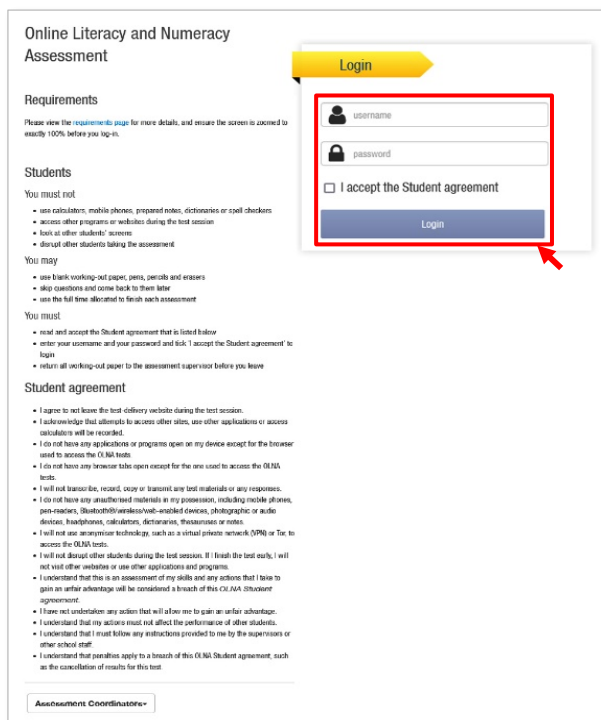 Online Literacy and Numeracy
Assessment
Requirements
Please view the requirements page for more details, and ensure the screen is zoomed to
exactly 100% before you log-in.
Students
You must not
• use calculators, mobile phones, prepared notes, dictionaries or spell checkers
• access other programs or websites during the test session
• look at other students' screens
• disrupt other students taking the assessment
You may
• use blank working-out paper, pens, pencils and erasers
• skip questions and come back to them later
• use the full time allocated to finish each assessment
You must
• read and accept the Student agreement that is listed below
• enter your username and your password and tick 'I accept the Student agreement' to
login
• return all working-out paper to the assessment supervisor before you leave
Student agreement
• I agree to not leave the test-delivery website during the test session.
• I acknowledge that attempts to access other sites, use other applications or access
calculators will be recorded.
• I do not have any applications or programs open on my device except for the browser
used to access the OLNA tests
• I do not have any browser tabs open except for the one used to access the OLNA
tests.
• I will not transcribe, record, copy or transmit any test materials or any responses.
• I do not have any unauthorised materials in my possession, including mobile phones,
pen-readers, Bluetooth®/wireless/web-enabled devices, photographic or audio
devices, headphones, calculators, dictionaries, thesauruses or notes.
• I will not use anonymiser technology, such as a virtual private network (VPN) or Tor, to
access the OLNA tests.
• I will not disrupt other students during the test session. If I finish the test early, I will
not visit other websites or use other applications and programs.
• I understand that this is an assessment of my skills and any actions that I take to
gain an unfair advantage will be considered a breach of this OLNA Student
agreement.
• I have not undertaken any action that will allow me to gain an unfair advantage.
• I understand that my actions must not affect the performance of other students.
• I understand that I must follow any instructions provided to me by the supervisors or
other school staff.
• I understand that penalties apply to a breach of this OLNA Student agreement, such
as the cancellation of results for this test.
Assessment Coordinators
Login
username
password
I accept the Student agreement
Login